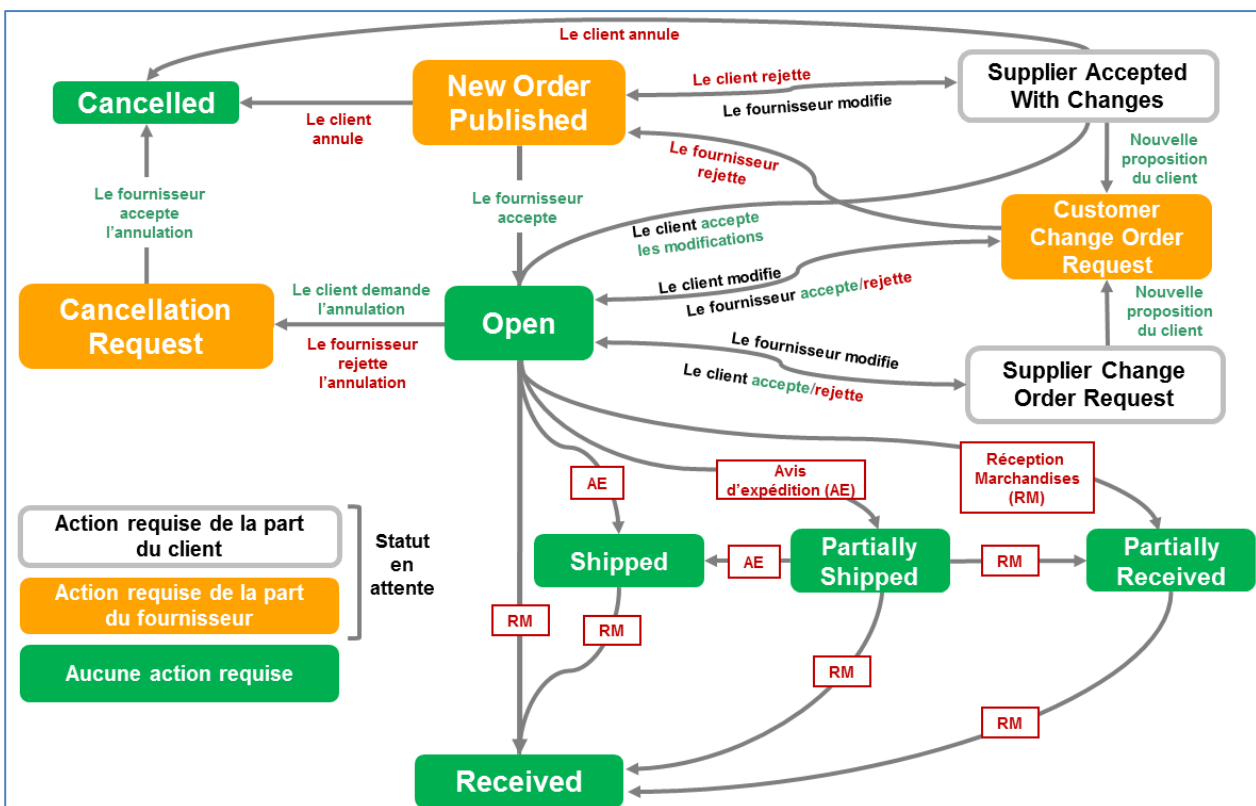 Le client annule
Cancelled
New Order
Published
Le client rejette
Le fournisseur modifie
Supplier Accepted
With Changes
Le client
annule
Le fournisseur
rejette
Nouvelle
proposition
du client
Le fournisseur
accepte
l'annulation
Le fournisseur
accepte
Le client accepte
les modifications
Customer
Change Order
Request
Le client modifie
Le fournisseur accepte/rejette
Cancellation
Request
Le client demande
l'annulation
Le fournisseur
rejette
l'annulation
Open
Nouvelle
proposition
du client
Le fournisseur modifie
Le client accepte/rejette
Supplier Change
Order Request
AE
Avis
d'expédition (AE)
Réception
Marchandises
(RM)
Action requise de la part
du client
Action requise de la part
du fournisseur
Statut
en
attente
Aucune action requise
Shipped
AE
Partially
Shipped
RM
Partially
Received
RM
RM
RM
RM
Received